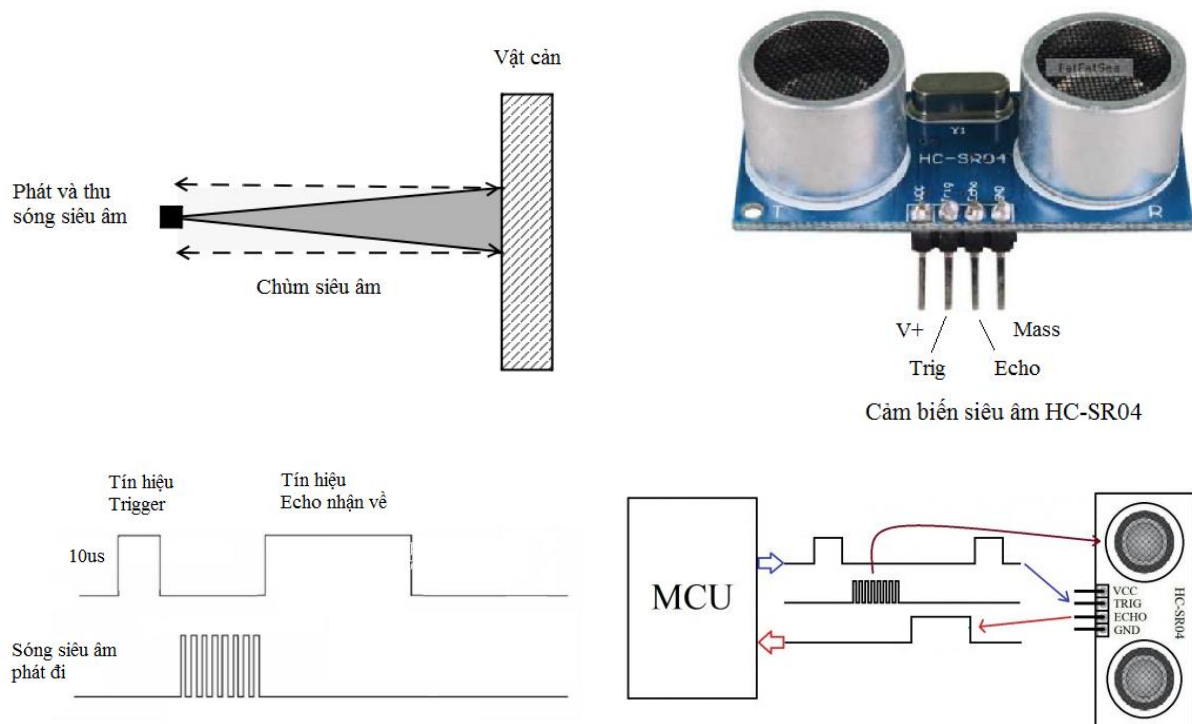 Vật cản
Phát và thu
sóng siêu âm
Chùm siêu âm
FatFatSea
Y1
HC-SR04
VCC
Trig
Echo
GND
T
R
V+
Mass
Trig
Echo
Cảm biến siêu âm HC-SR04
Tín hiệu
Trigger
Tín hiệu
Echo nhận về
10us
Sóng siêu âm
phát đi
MCU
VCC
TRIG
ECHO
GND
HC-SR04